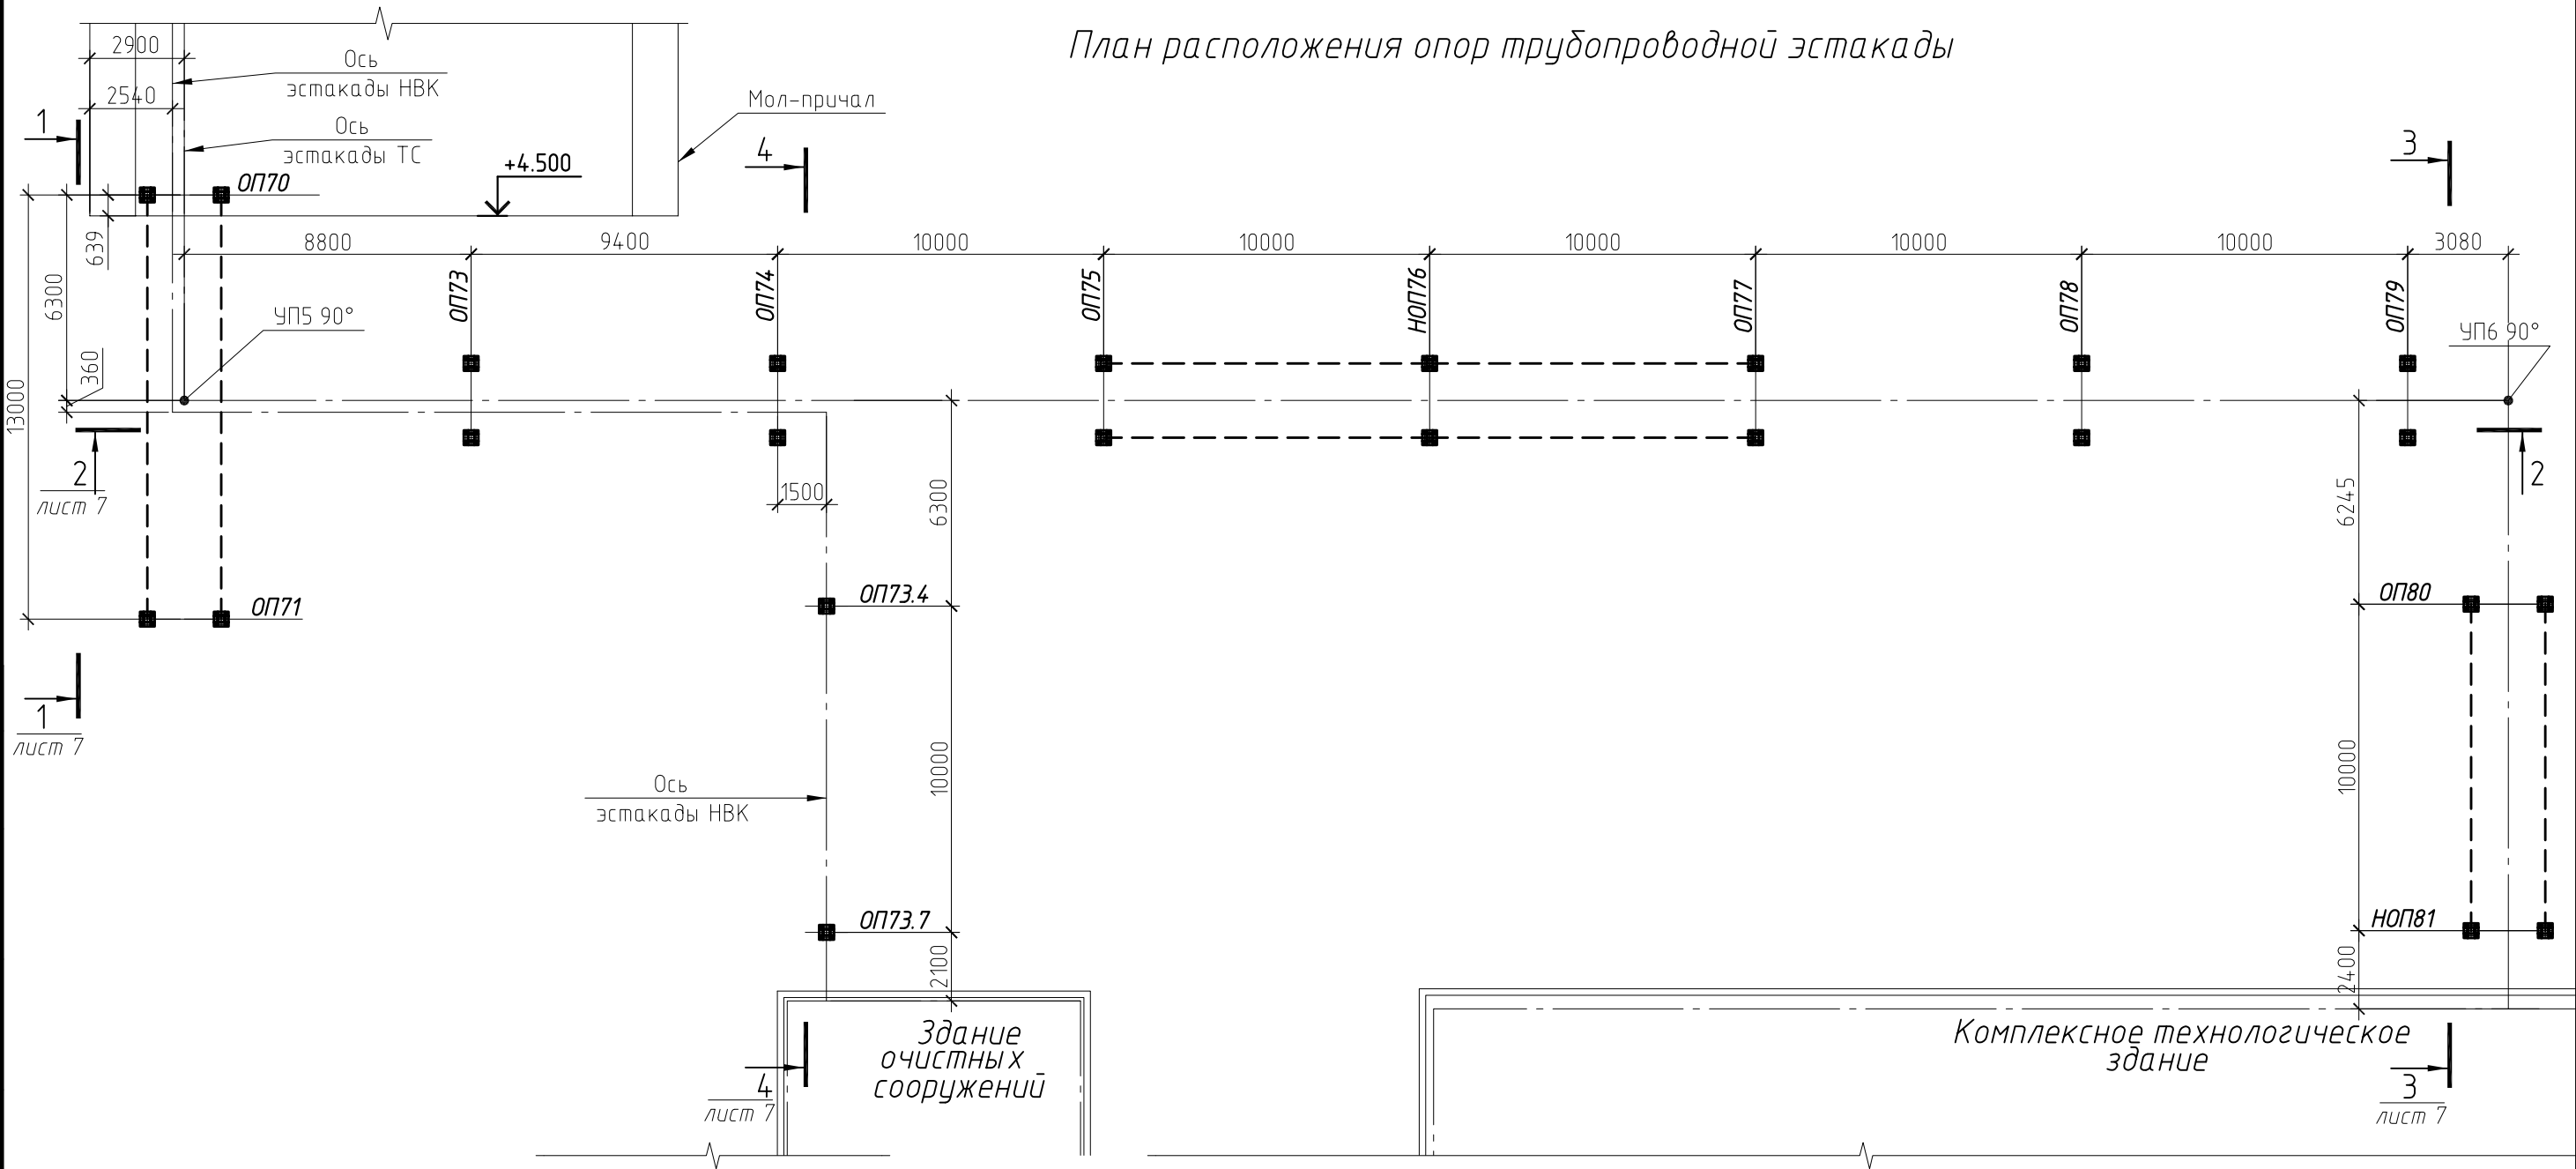 План расположения опор трубопроводной эстакады
2900
Ось
эстакады НВК
2540
Ось
эстакады ТС
Мол-причал
+4.500
1
4
3
ОП70
639
6300
360
13000
8800
9400
10000
10000
10000
10000
10000
3080
ОП73
ОП74
ОП75
НОП76
ОП77
ОП78
ОП79
УП5 90°
УП6 90°
2
лист 7
2
1500
6300
6245
ОП71
ОП73.4
ОП80
1
лист 7
10000
10000
Ось
эстакады НВК
ОП73.7
НОП81
2100
2400
Здание
очистных
сооружений
Комплексное технологическое
здание
4
лист 7
3
лист 7